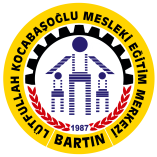 LÜTFULLAH KOCABAŞOĞLU MESLEKİ EĞİTİM MERKEZİ
1987
BARTIN